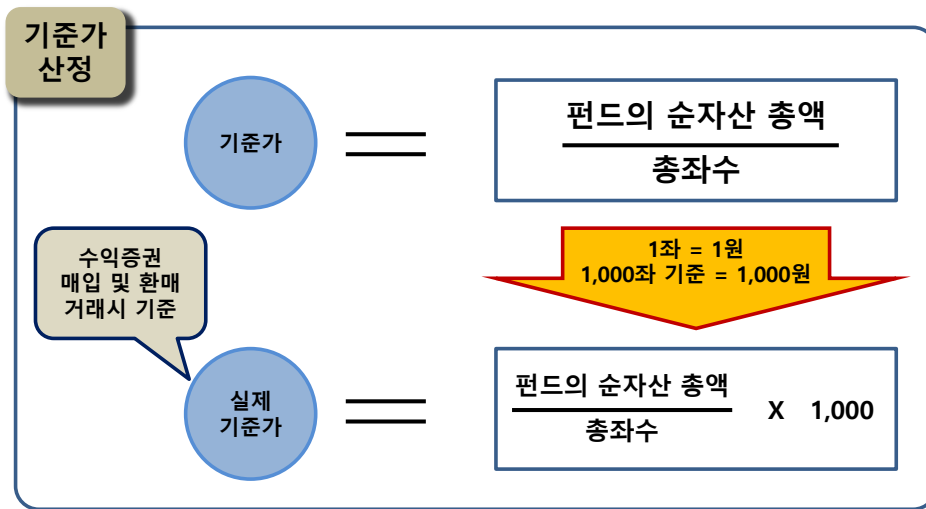 기준가
산정
기준가
펀드의 순자산 총액
총좌수
1좌 = 1원
1,000좌 기준 = 1,000원
수익증권
매입 및 환매
거래시 기준
실제
기준가
펀드의 순자산 총액
총좌수
X 1,000